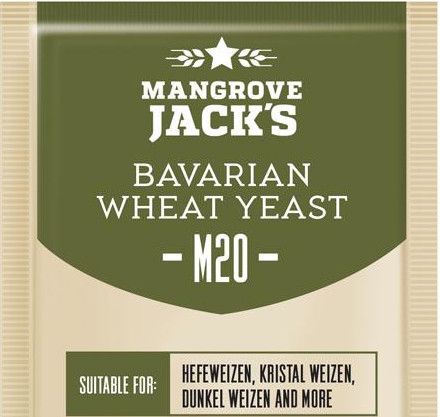 MANGROVE
JACK'S
BAVARIAN
WHEAT YEAST
- M20 -
SUITABLE FOR:
HEFEWEIZEN, KRISTAL WEIZEN,
DUNKEL WEIZEN AND MORE